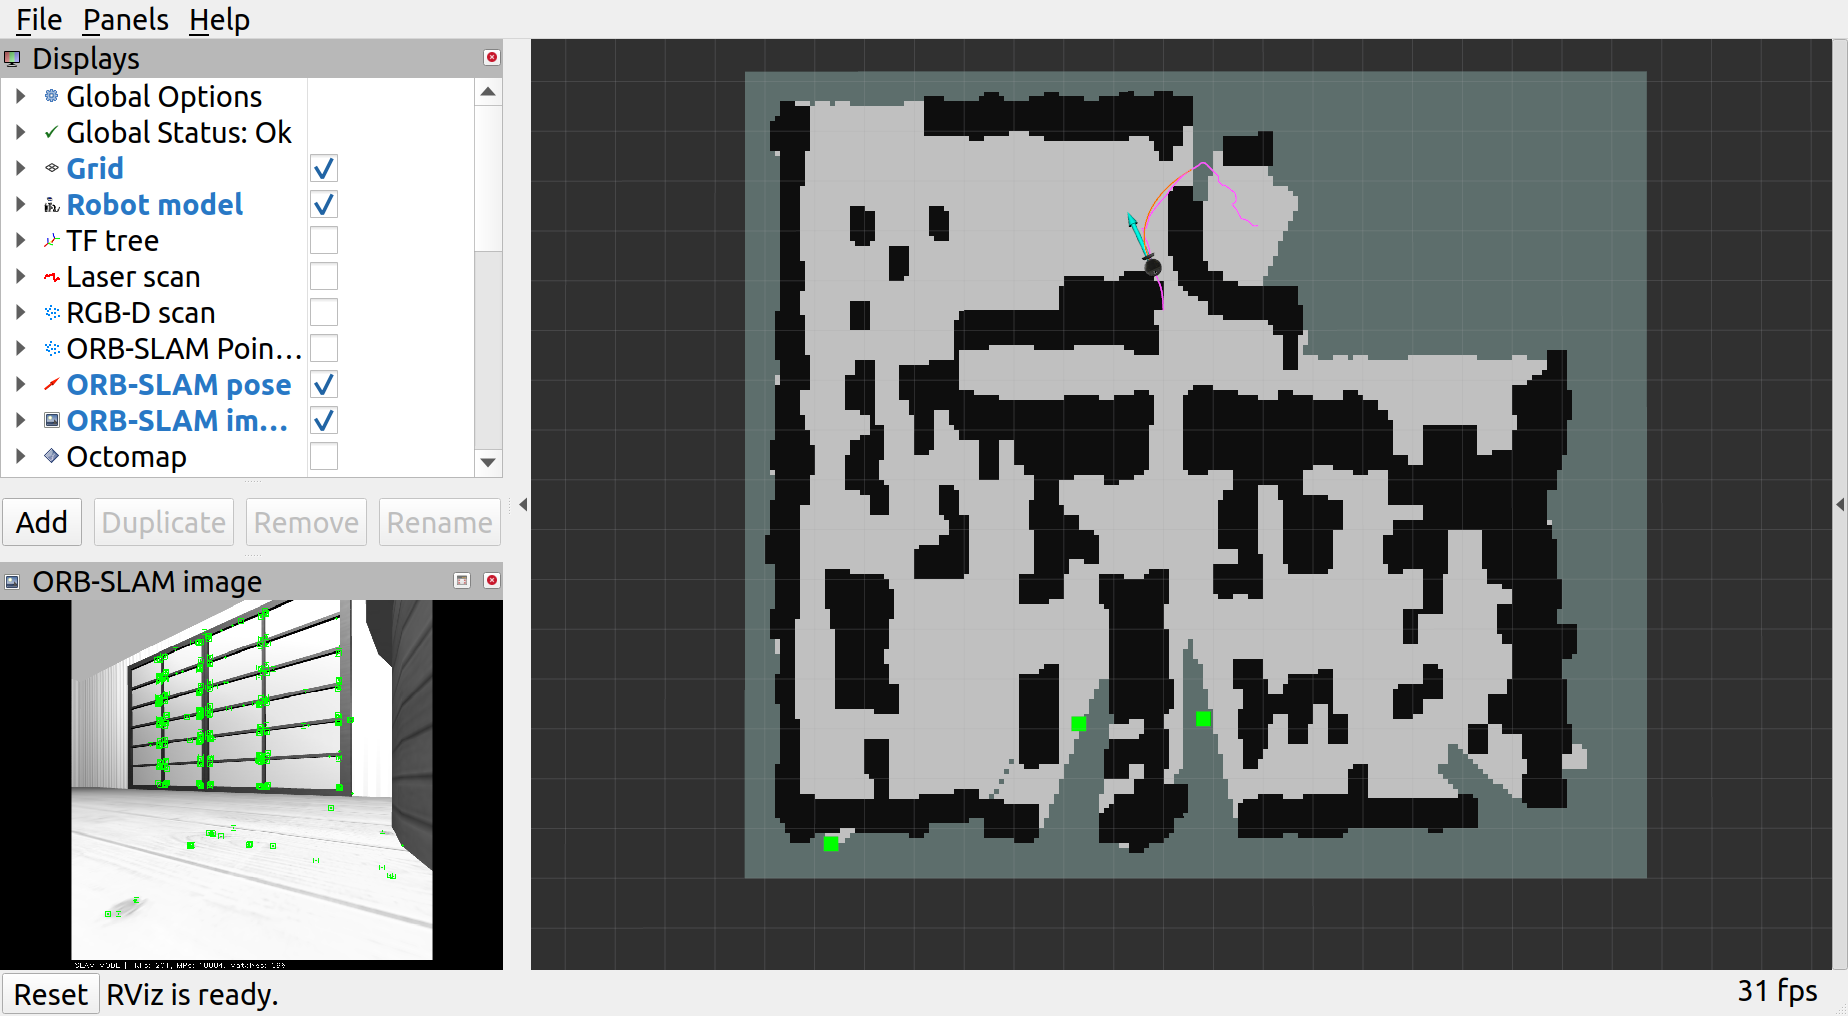 File Panels Help
Displays
Global Options
Global Status: Ok
Grid
Robot model
TF tree
Laser scan
RGB-D scan
ORB-SLAM Poin...
ORB-SLAM pose
ORB-SLAM im...
Octomap
Add Duplicate Remove Rename
ORB-SLAM image
SLAM MODE |
Reset RViz is ready.
31 fps